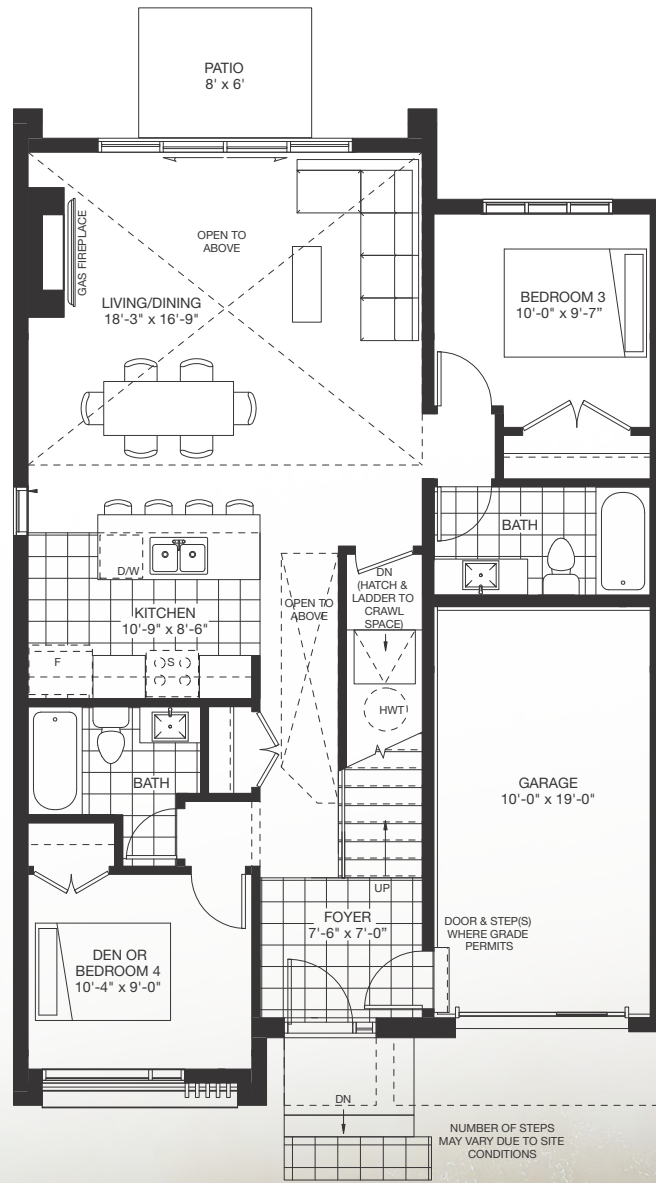 PATIO
8' x 6'
GAS FIREPLACE
OPEN TO
ABOVE
LIVING/DINING
18'-3" x 16'-9"
BEDROOM 3
10'-0" x 9'-7”
BATH
D/W
KITCHEN
10'-9" x 8'-6"
F
S
OPEN TO
ABOVE
DN
(HATCH &
LADDER TO
CRAWL
SPACE)
HWT
BATH
GARAGE
10'-0" x 19'-0"
UP
FOYER
7'-6" x 7'-0”
DOOR & STEP(S)
WHERE GRADE
PERMITS
DEN OR
BEDROOM 4
10'-4" x 9'-0"
DN
NUMBER OF STEPS
MAY VARY DUE TO SITE
CONDITIONS